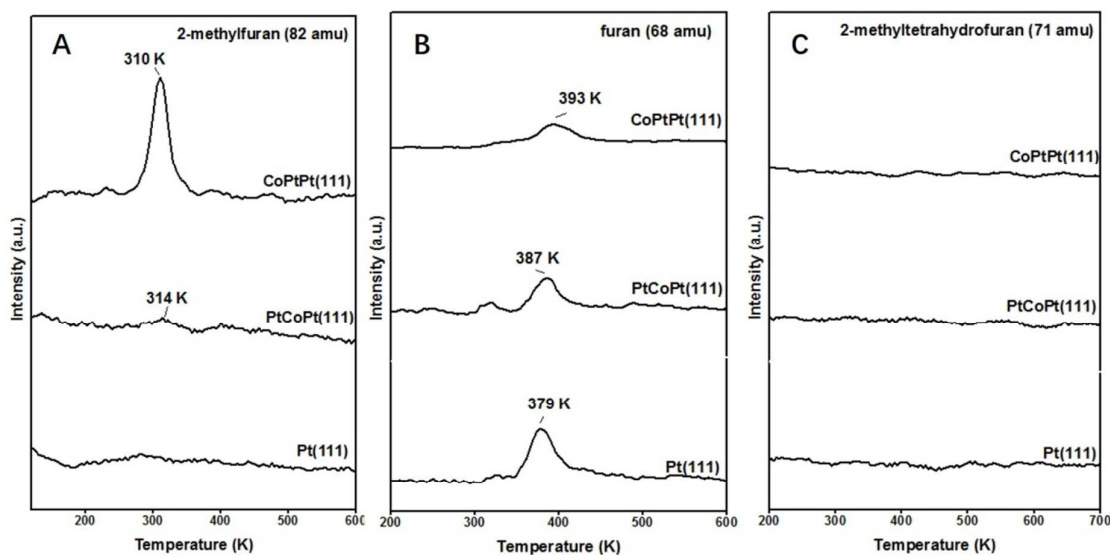 A
2-methylfuran (82 amu)
310 K
CoPtPt(111)
314 K
PtCoPt(111)
Pt(111)
Intensity (a.u.)
200 300 400 500 600
Temperature (K)
B
furan (68 amu)
393 K
CoPtPt(111)
387 K
PtCoPt(111)
379 K
Pt(111)
Intensity (a.u.)
200 300 400 500 600
Temperature (K)
C
2-methyltetrahydrofuran (71 amu)
CoPtPt(111)
PtCoPt(111)
Pt(111)
Intensity (a.u.)
200 300 400 500 600 700
Temperature (K)